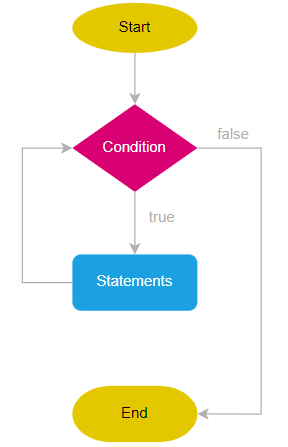 Start
Condition
false
true
Statements
End